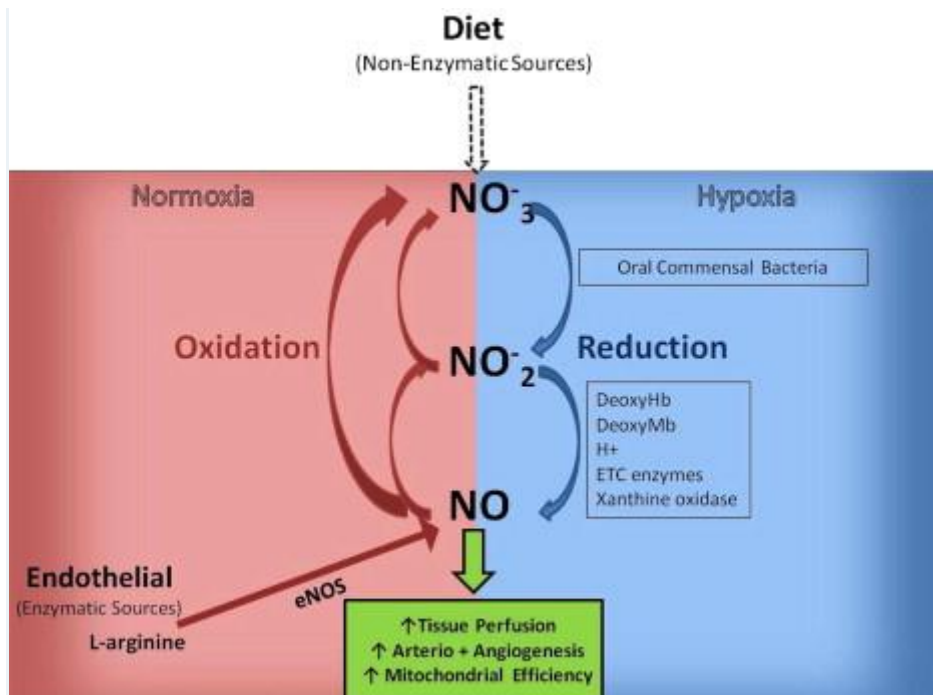 Diet
(Non-Enzymatic Sources)
Normoxia
Hypoxia
NO-3
Oral Commensal Bacteria
Oxidation
Reduction
NO-2
DeoxyHb
DeoxyMb
H+
ETC enzymes
Xanthine oxidase
NO
Endothelial
(Enzymatic Sources)
L-arginine
eNOS
↑Tissue Perfusion
↑ Arterio + Angiogenesis
↑ Mitochondrial Efficiency